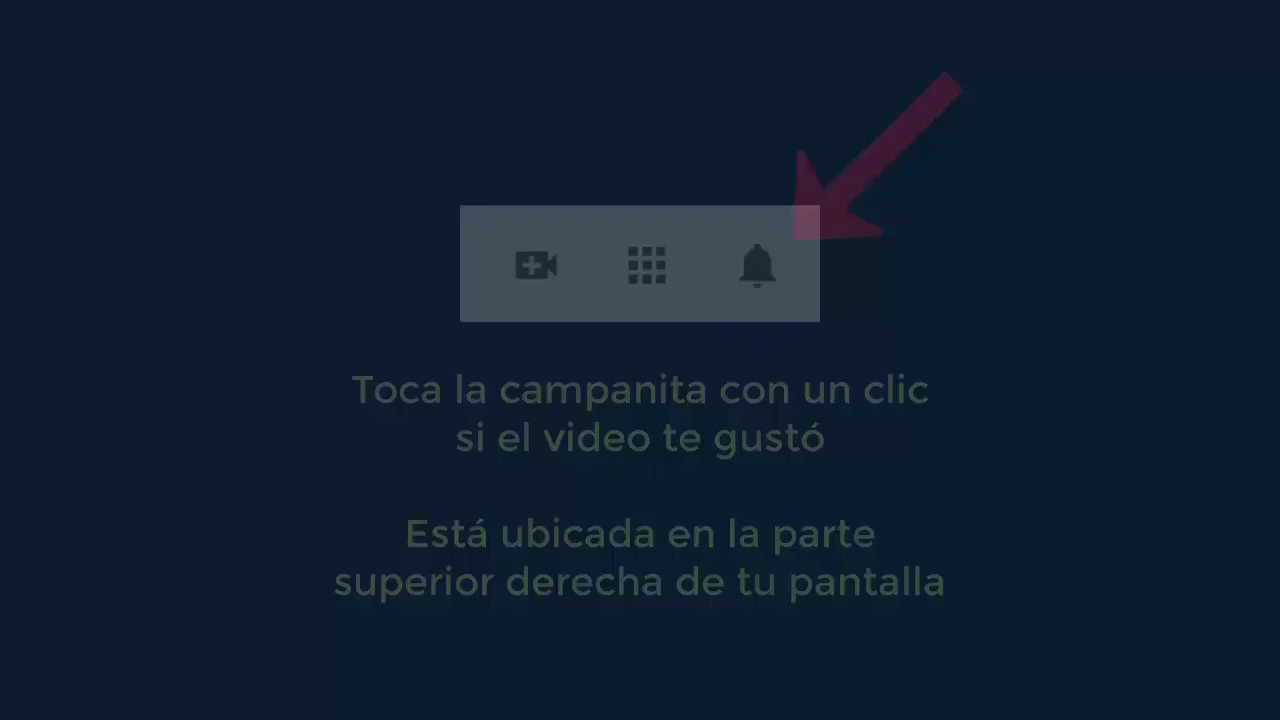 Toca la campanita con un clic
si el video te gustó
Está ubicada en la parte
superior derecha de tu pantalla